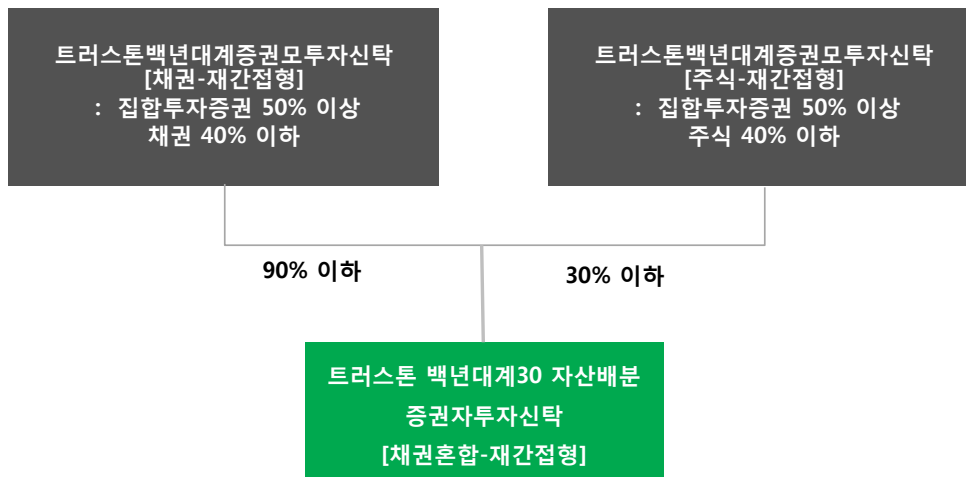 트러스톤백년대계증권모투자신탁
[채권-재간접형]
: 집합투자증권 50% 이상
채권 40% 이하
트러스톤백년대계증권모투자신탁
[주식-재간접형]
: 집합투자증권 50% 이상
주식 40% 이하
90% 이하
30% 이하
트러스톤 백년대계30 자산배분
증권자투자신탁
[채권혼합-재간접형]